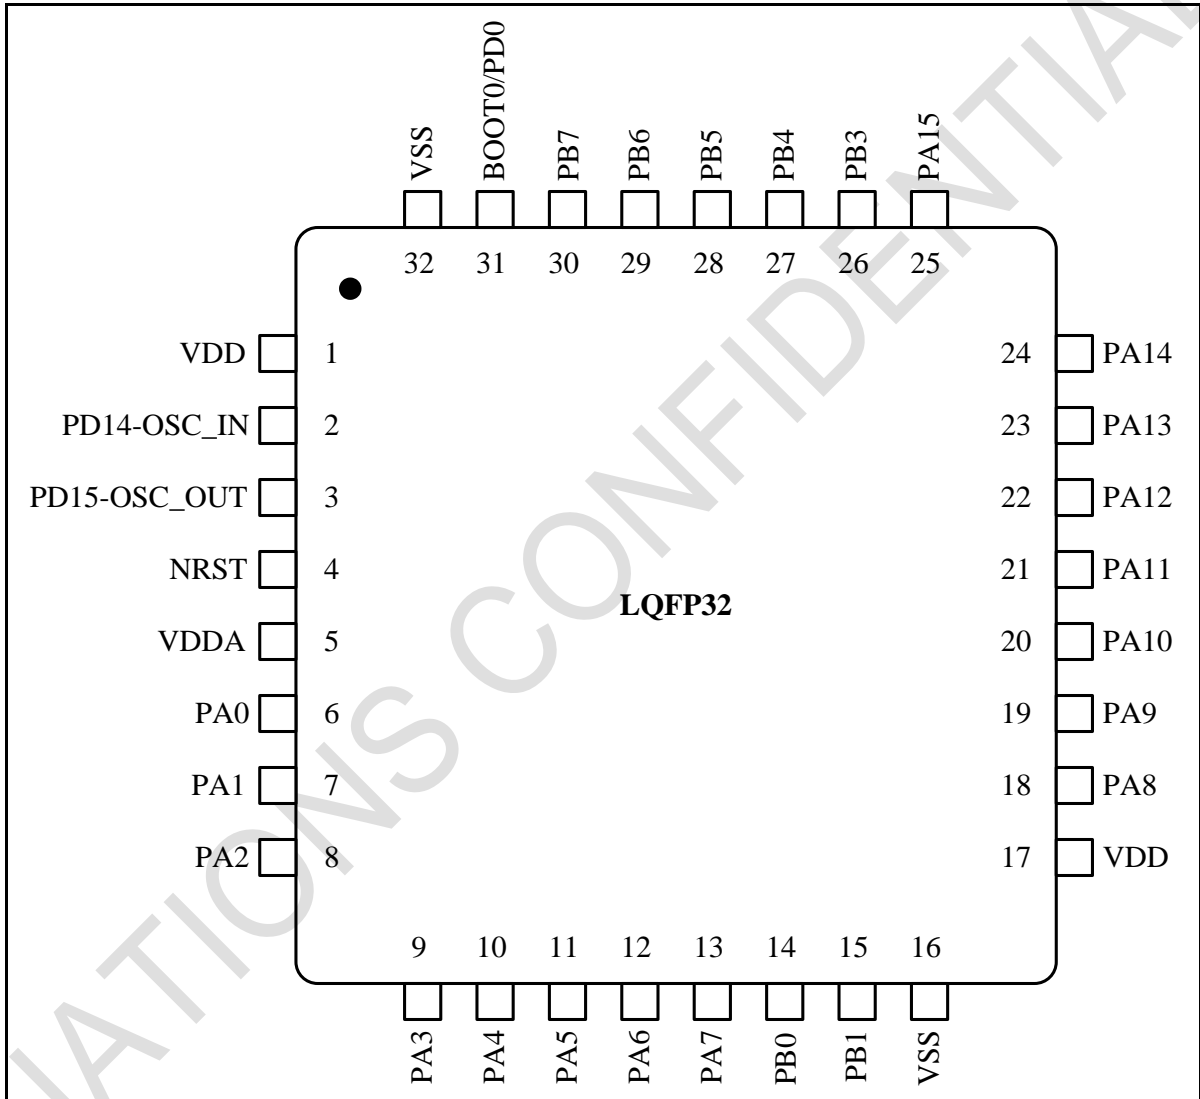 VSS
BOOT0/PD0
PB7
PB6
PB5
PB4
PB3
PA15
32 31 30 29 28 27 26 25
VDD 1 24 PA14
PD14-OSC_IN 2 23 PA13
PD15-OSC_OUT 3 22 PA12
NRST 4 21 PA11
LQFP32
VDDA 5 20 PA10
PA0 6 19 PA9
PA1 7 18 PA8
PA2 8 17 VDD
9 10 11 12 13 14 15 16
PA3
PA4
PA5
PA6
PA7
PB0
PB1
VSS
NATIONS CONFIDENTIAL